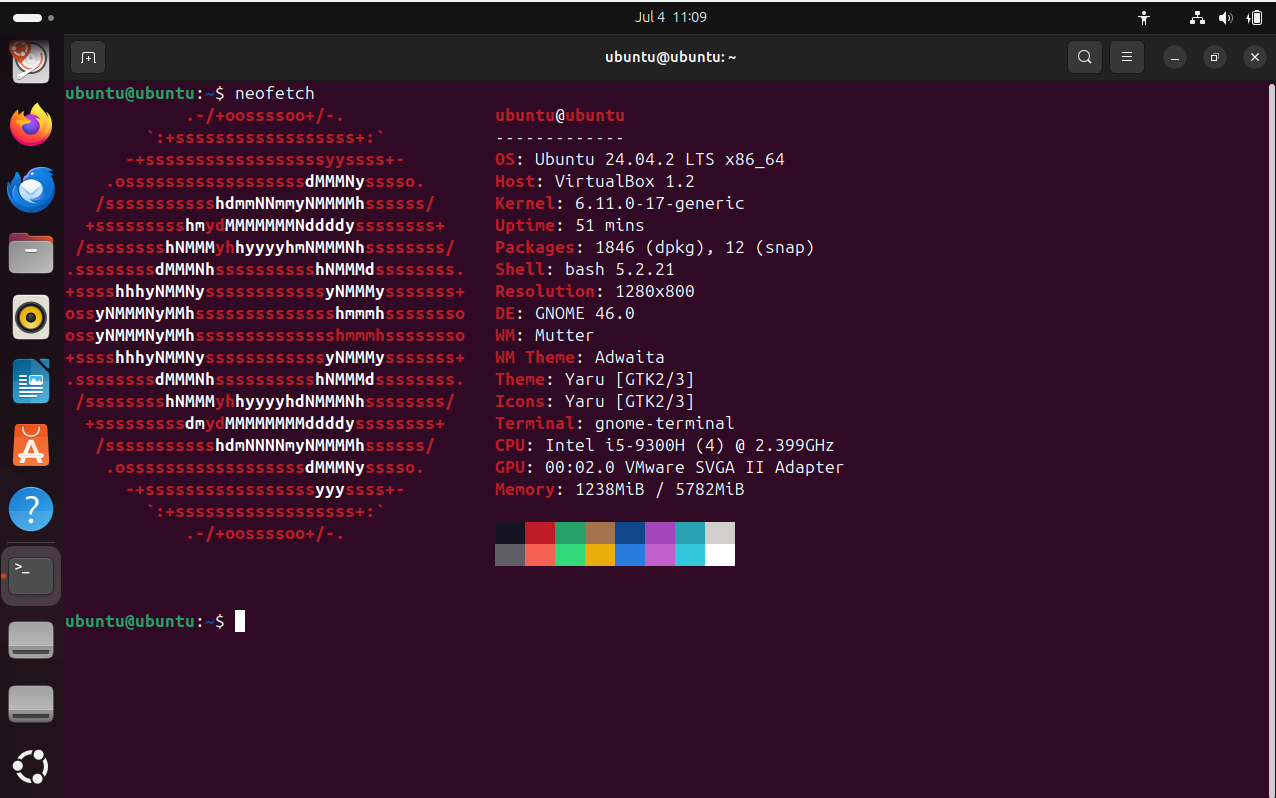 Jul 4 11:09
ubuntu@ubuntu: ~
ubuntu@ubuntu:~$ neofetch
.-/+oossssoo+/-. ubuntu@ubuntu
`:+ssssssssssssssssss+:` -------------
-+ssssssssssssssssssyyssss+- OS: Ubuntu 24.04.2 LTS x86_64
.ossssssssssssssssssdMMMNysssso. Host: VirtualBox 1.2
/ssssssssssshdmmNNmmyNMMMMhssssss/ Kernel: 6.11.0-17-generic
+ssssssssshmydMMMMMMMNddddyssssssss+ Uptime: 51 mins
/sssssssshNMMMyhhyyyyhmNMMMNhssssssss/ Packages: 1846 (dpkg), 12 (snap)
.ssssssssdMMMNhsssssssssshNMMMdssssssss. Shell: bash 5.2.21
+sssshhhyNMMNyssssssssssssyNMMMysssssss+ Resolution: 1280x800
ossyNMMMNyMMhsssssssssssssshmmmhssssssso DE: GNOME 46.0
ossyNMMMNyMMhsssssssssssssshmmmhssssssso WM: Mutter
+sssshhhyNMMNyssssssssssssyNMMMysssssss+ WM Theme: Adwaita
.ssssssssdMMMNhsssssssssshNMMMdssssssss. Theme: Yaru [GTK2/3]
/sssssssshNMMMyhhyyyyhdNMMMNhssssssss/ Icons: Yaru [GTK2/3]
+sssssssssdmydMMMMMMMMddddyssssssss+ Terminal: gnome-terminal
/ssssssssssshdmNNNNmyNMMMMhssssss/ CPU: Intel i5-9300H (4) @ 2.399GHz
.ossssssssssssssssssdMMMNysssso. GPU: 00:02.0 VMware SVGA II Adapter
-+sssssssssssssssssyyyssss+- Memory: 1238MiB / 5782MiB
`:+ssssssssssssssssss+:`
.-/+oossssoo+/-.
ubuntu@ubuntu:~$